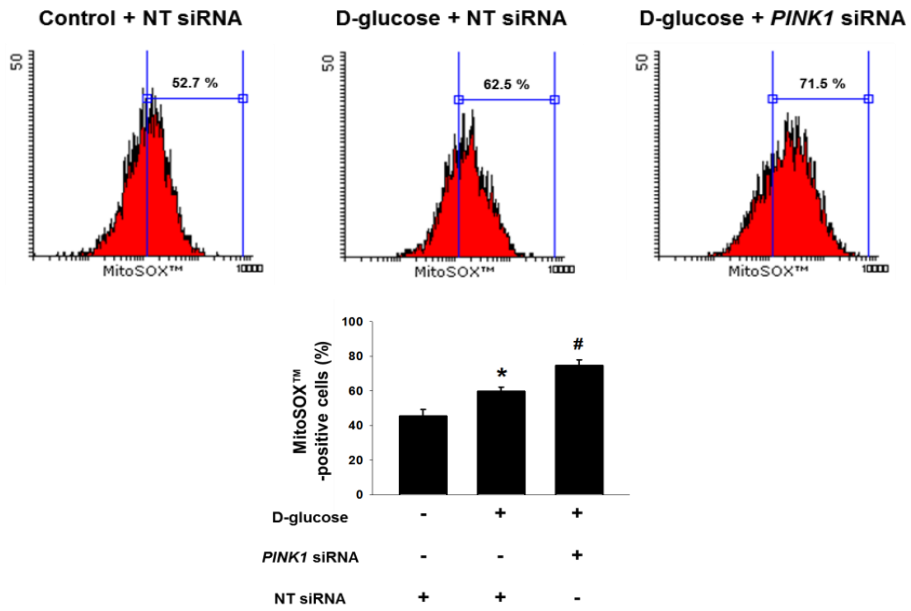 Control + NT siRNA
D-glucose + NT siRNA
D-glucose + PINK1 siRNA
50
52.7 %
MitoSOX™
10000
50
62.5 %
MitoSOX™
10000
50
71.5 %
MitoSOX™
10000
MitoSOX™
-positive cells (%)
100
80
60
40
20
0
*
#
D-glucose - + +
PINK1 siRNA - - +
NT siRNA + + -